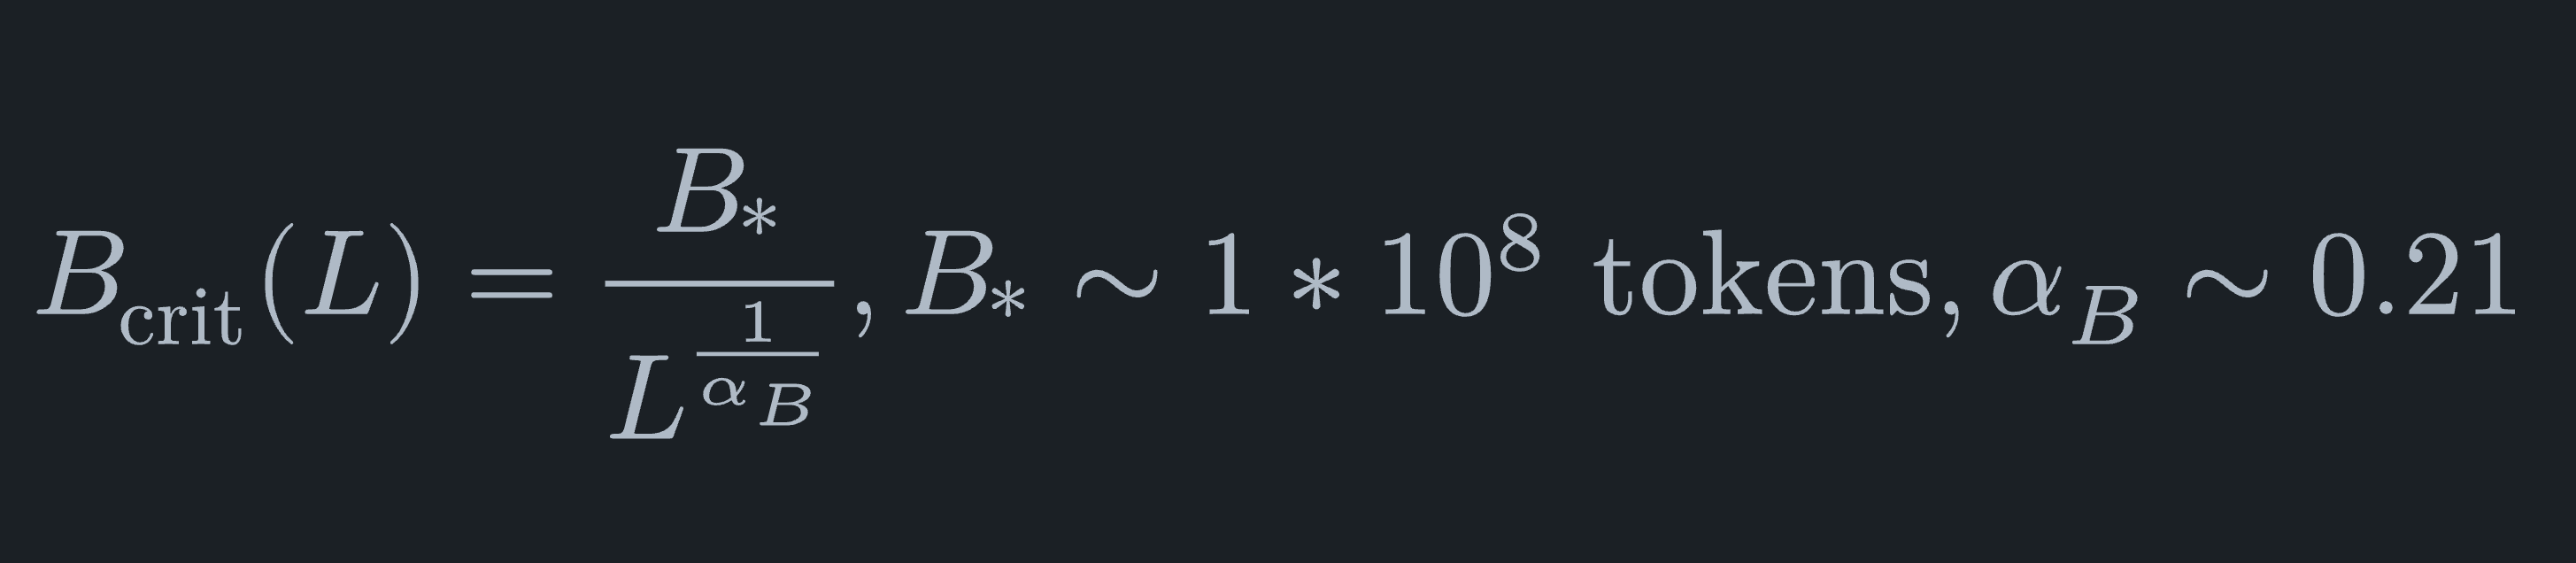 B_crit(L) = B_* / L^(1/α_B), B_* ∼ 1 * 10^8 tokens, α_B ∼ 0.21